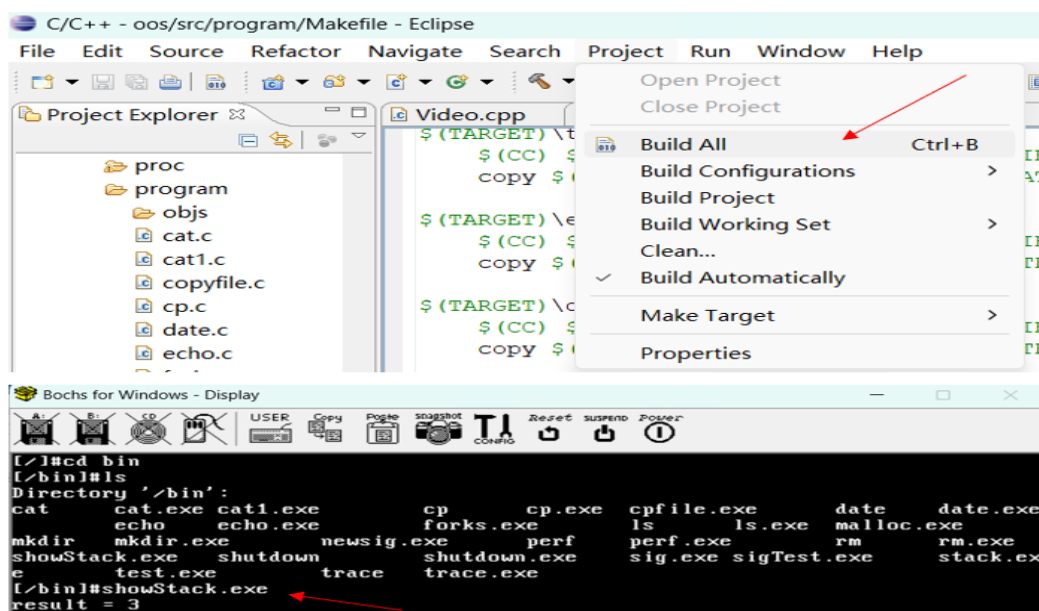 C/C++ - oos/src/program/Makefile - Eclipse
File Edit Source Refactor Navigate Search Project Run Window Help
Project Explorer
proc
program
objs
cat.c
cat1.c
copyfile.c
cp.c
date.c
echo.c
Video.cpp
$(TARGET)\t
$(CC) $
copy $(
$(TARGET)\e
$(CC) $
copy $(
$(TARGET)\c
$(CC) $
copy $(
Open Project
Close Project
Build All Ctrl+B
Build Configurations >
Build Project
Build Working Set >
Clean...
Build Automatically
Make Target >
Properties
Bochs for Windows - Display
A: B: CD USER Copy Paste snapshot CONFIG Reset SUSPEND Power
[/]#cd bin
[/bin]#ls
Directory '/bin':
cat cat.exe cat1.exe cp cp.exe cpfile.exe date date.exe
echo echo.exe forks.exe ls ls.exe malloc.exe
mkdir mkdir.exe newsig.exe perf perf.exe rm rm.exe
showStack.exe shutdown shutdown.exe sig.exe sigTest.exe stack.ex
e test.exe trace trace.exe
[/bin]#showStack.exe
result = 3